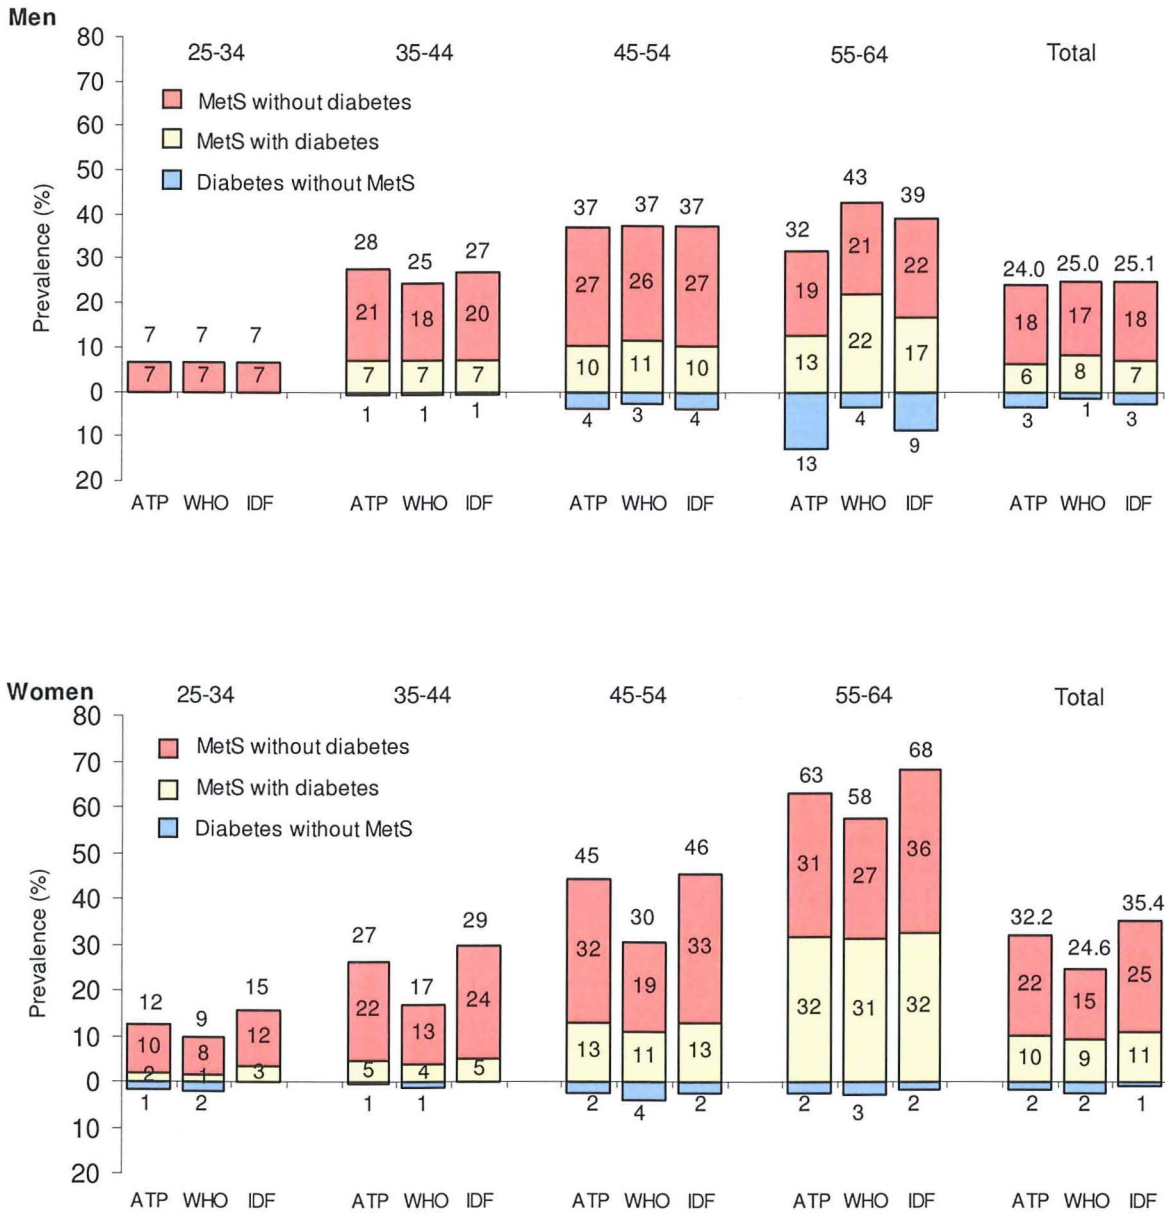 Men
25-34 35-44 45-54 55-64 Total
80
70
60
50
40
30
20
10
0
10
20
Prevalence (%)
MetS without diabetes
MetS with diabetes
Diabetes without MetS
7 7 7
7 7 7
28 25 27
21 18 20
7 7 7
1 1 1
37 37 37
27 26 27
10 11 10
4 3 4
32 43 39
19 21 22
13 22 17
13 4 9
24.0 25.0 25.1
18 17 18
6 8 7
3 1 3
ATP WHO IDF ATP WHO IDF ATP WHO IDF ATP WHO IDF ATP WHO IDF
Women
25-34 35-44 45-54 55-64 Total
80
70
60
50
40
30
20
10
0
10
20
Prevalence (%)
MetS without diabetes
MetS with diabetes
Diabetes without MetS
12 9 15
10 8 12
2 1 3
1 2
27 17 29
22 13 24
5 4 5
1 1
45 30 46
32 19 33
13 11 13
2 4 2
63 58 68
31 27 36
32 31 32
2 3 2
32.2 24.6 35.4
22 15 25
10 9 11
2 2 1
ATP WHO IDF ATP WHO IDF ATP WHO IDF ATP WHO IDF ATP WHO IDF